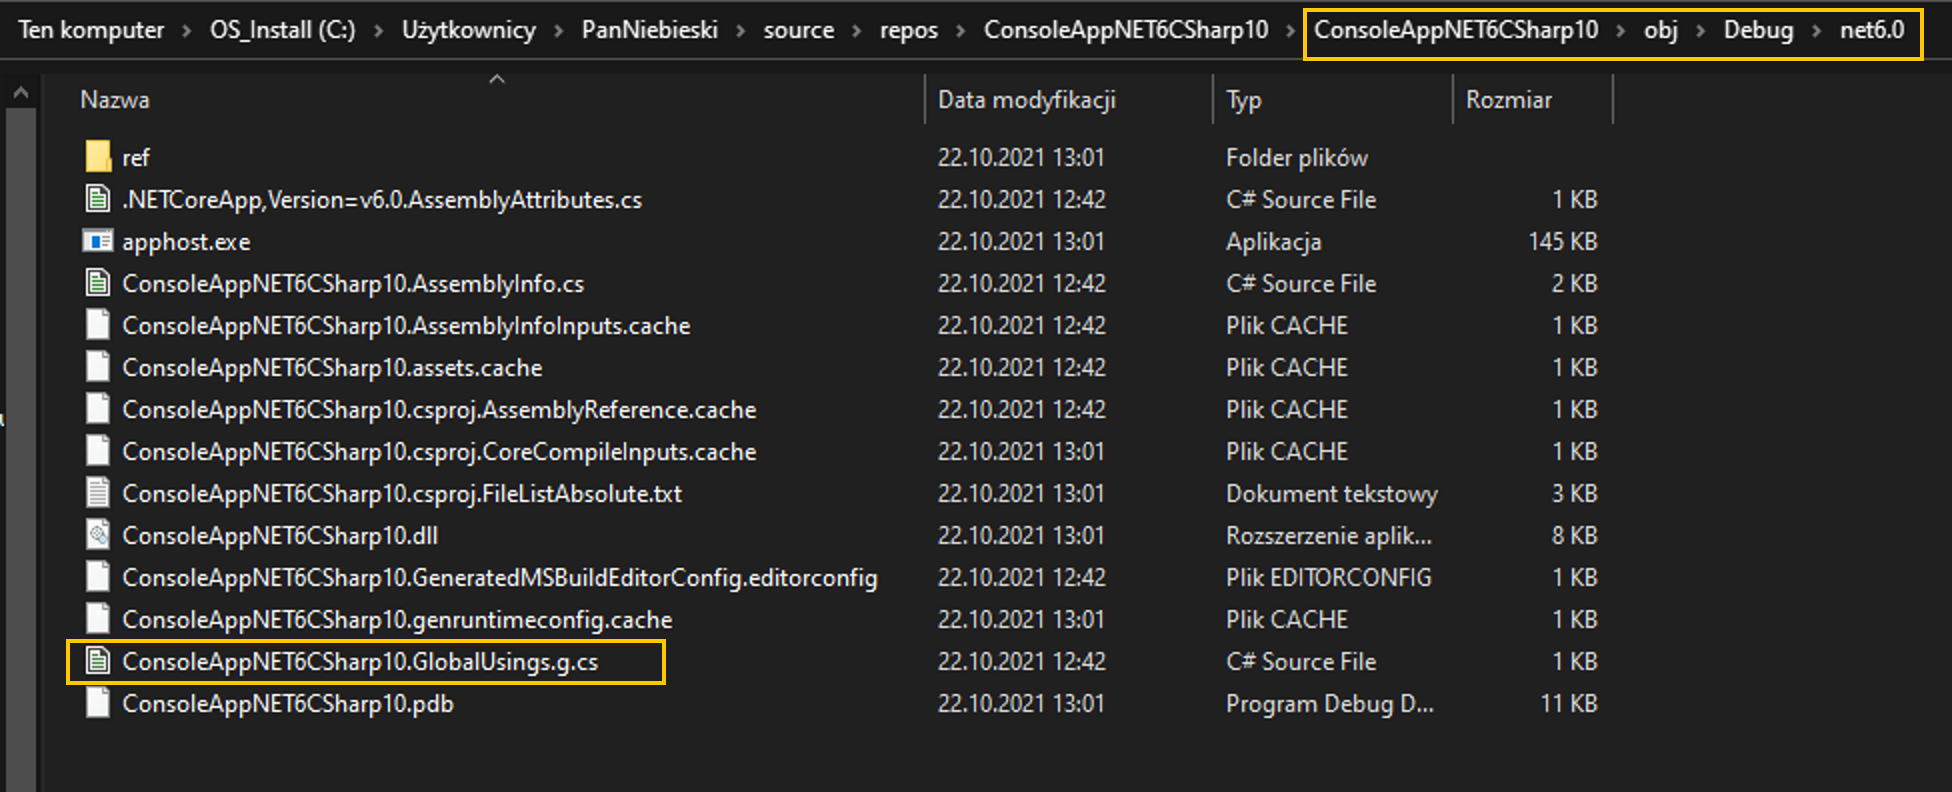 Ten komputer > OS_Install (C:) > Użytkownicy > PanNiebieski > source > repos > ConsoleAppNET6CSharp10 > ConsoleAppNET6CSharp10 > obj > Debug > net6.0
Nazwa Data modyfikacji Typ Rozmiar
ref 22.10.2021 13:01 Folder plików
.NETCoreApp,Version=v6.0.AssemblyAttributes.cs 22.10.2021 12:42 C# Source File 1 KB
apphost.exe 22.10.2021 13:01 Aplikacja 145 KB
ConsoleAppNET6CSharp10.AssemblyInfo.cs 22.10.2021 12:42 C# Source File 2 KB
ConsoleAppNET6CSharp10.AssemblyInfoInputs.cache 22.10.2021 12:42 Plik CACHE 1 KB
ConsoleAppNET6CSharp10.assets.cache 22.10.2021 12:42 Plik CACHE 1 KB
ConsoleAppNET6CSharp10.csproj.AssemblyReference.cache 22.10.2021 12:42 Plik CACHE 1 KB
ConsoleAppNET6CSharp10.csproj.CoreCompileInputs.cache 22.10.2021 13:01 Plik CACHE 1 KB
ConsoleAppNET6CSharp10.csproj.FileListAbsolute.txt 22.10.2021 13:01 Dokument tekstowy 3 KB
ConsoleAppNET6CSharp10.dll 22.10.2021 13:01 Rozszerzenie aplik... 8 KB
ConsoleAppNET6CSharp10.GeneratedMSBuildEditorConfig.editorconfig 22.10.2021 12:42 Plik EDITORCONFIG 1 KB
ConsoleAppNET6CSharp10.genruntimeconfig.cache 22.10.2021 13:01 Plik CACHE 1 KB
ConsoleAppNET6CSharp10.GlobalUsings.g.cs 22.10.2021 12:42 C# Source File 1 KB
ConsoleAppNET6CSharp10.pdb 22.10.2021 13:01 Program Debug D... 11 KB